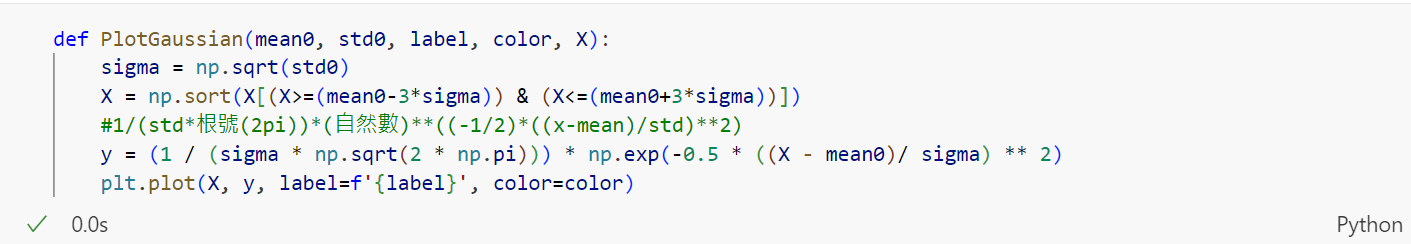 def PlotGaussian(mean0, std0, label, color, X):
    sigma = np.sqrt(std0)
    X = np.sort(X[(X>=(mean0-3*sigma)) & (X<=(mean0+3*sigma))])
    #1/(std*根號(2pi))*(自然數)**((-1/2)*((x-mean)/std)**2)
    y = (1 / (sigma * np.sqrt(2 * np.pi))) * np.exp(-0.5 * ((X - mean0)/ sigma) ** 2)
    plt.plot(X, y, label=f'{label}', color=color)
0.0s
Python